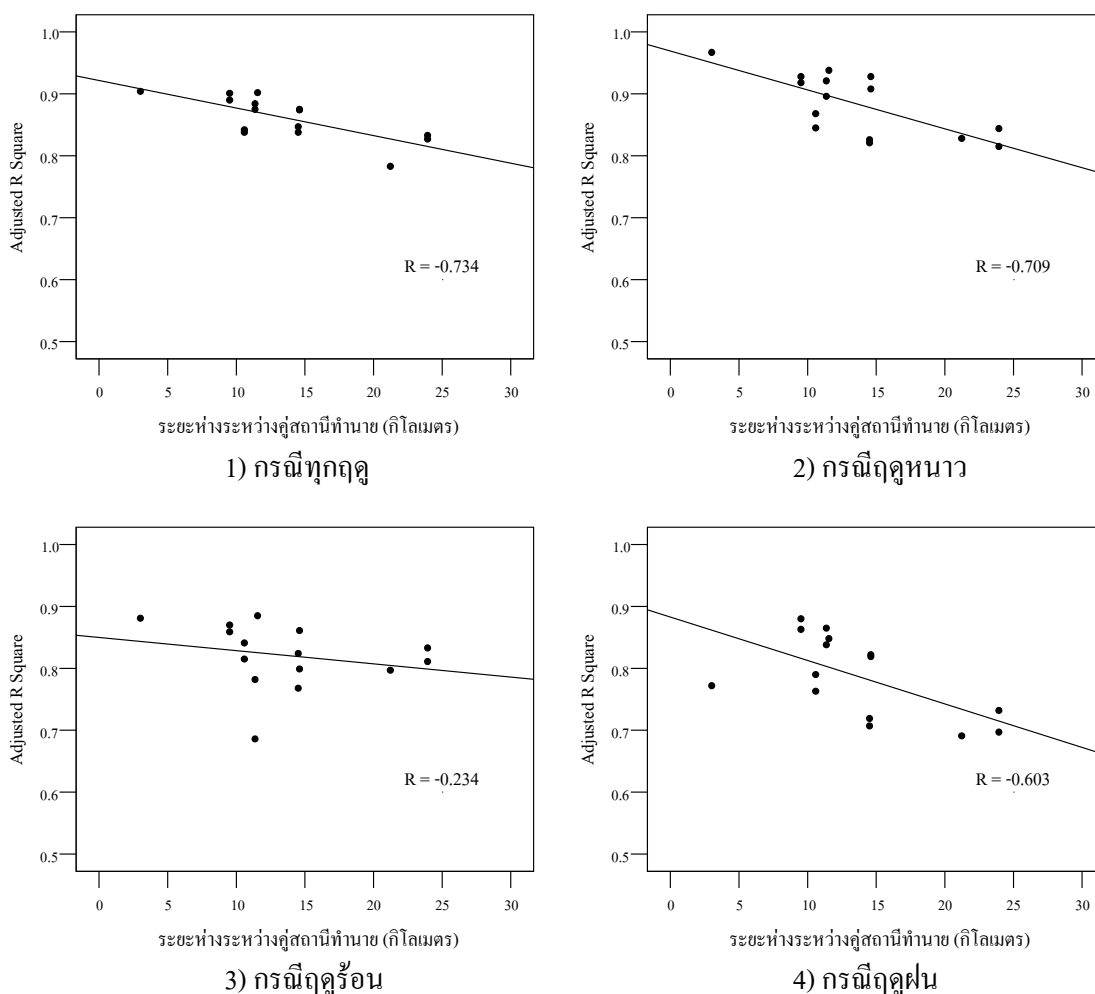 1.0
0.9
0.8
0.7
0.6
0.5
Adjusted R Square
R = -0.734
0 5 10 15 20 25 30
ระยะห่างระหว่างคู่สถานีทำนาย (กิโลเมตร)
1) กรณีทุกฤดู
1.0
0.9
0.8
0.7
0.6
0.5
Adjusted R Square
R = -0.709
0 5 10 15 20 25 30
ระยะห่างระหว่างคู่สถานีทำนาย (กิโลเมตร)
2) กรณีฤดูหนาว
1.0
0.9
0.8
0.7
0.6
0.5
Adjusted R Square
R = -0.234
0 5 10 15 20 25 30
ระยะห่างระหว่างคู่สถานีทำนาย (กิโลเมตร)
3) กรณีฤดูร้อน
1.0
0.9
0.8
0.7
0.6
0.5
Adjusted R Square
R = -0.603
0 5 10 15 20 25 30
ระยะห่างระหว่างคู่สถานีทำนาย (กิโลเมตร)
4) กรณีฤดูฝน